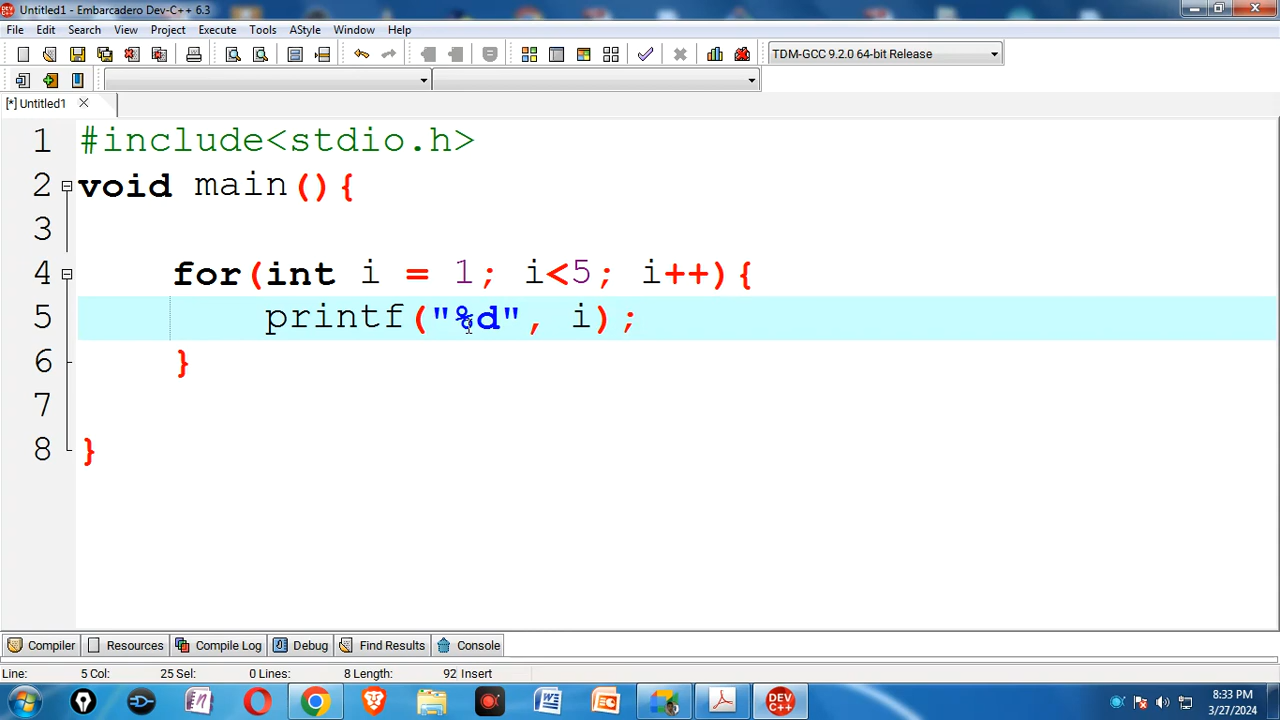 Untitled1 - Embarcadero Dev-C++ 6.3
File Edit Search View Project Execute Tools AStyle Window Help
TDM-GCC 9.2.0 64-bit Release
[*] Untitled1
1 #include<stdio.h>
2 void main(){
3
4 for(int i = 1; i<5; i++){
5 printf("%d", i);
6 }
7
8 }
Compiler Resources Compile Log Debug Find Results Console
Line: 5 Col: 25 Sel: 0 Lines: 8 Length: 92 Insert
DEV C++
8:33 PM
3/27/2024